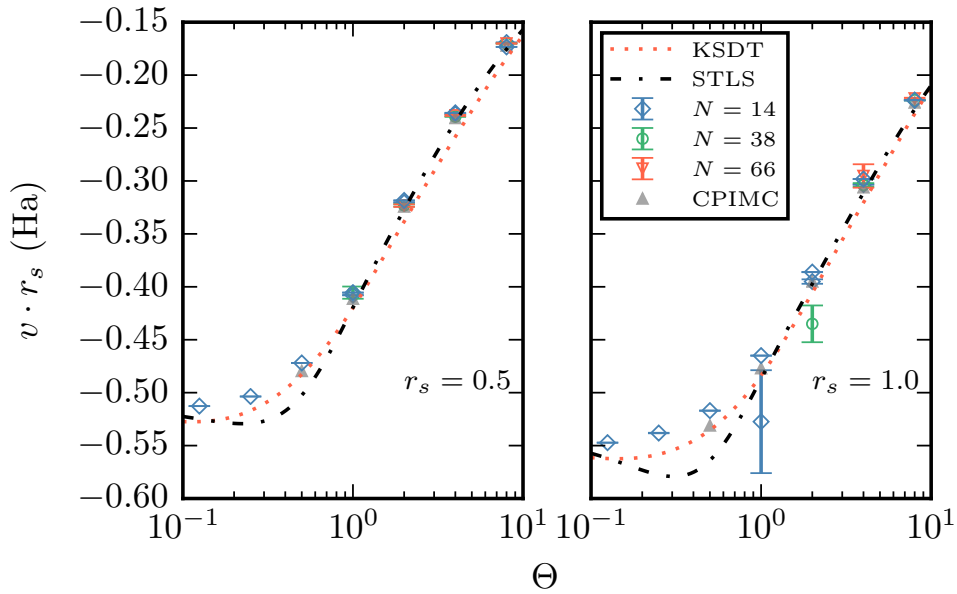 −0.15
−0.20
−0.25
−0.30
−0.35
−0.40
−0.45
−0.50
−0.55
−0.60
v · r_s (Ha)
r_s = 0.5
10^{−1}
10^0
10^1
KSDT
STLS
N = 14
N = 38
N = 66
CPIMC
r_s = 1.0
10^{−1}
10^0
10^1
Θ